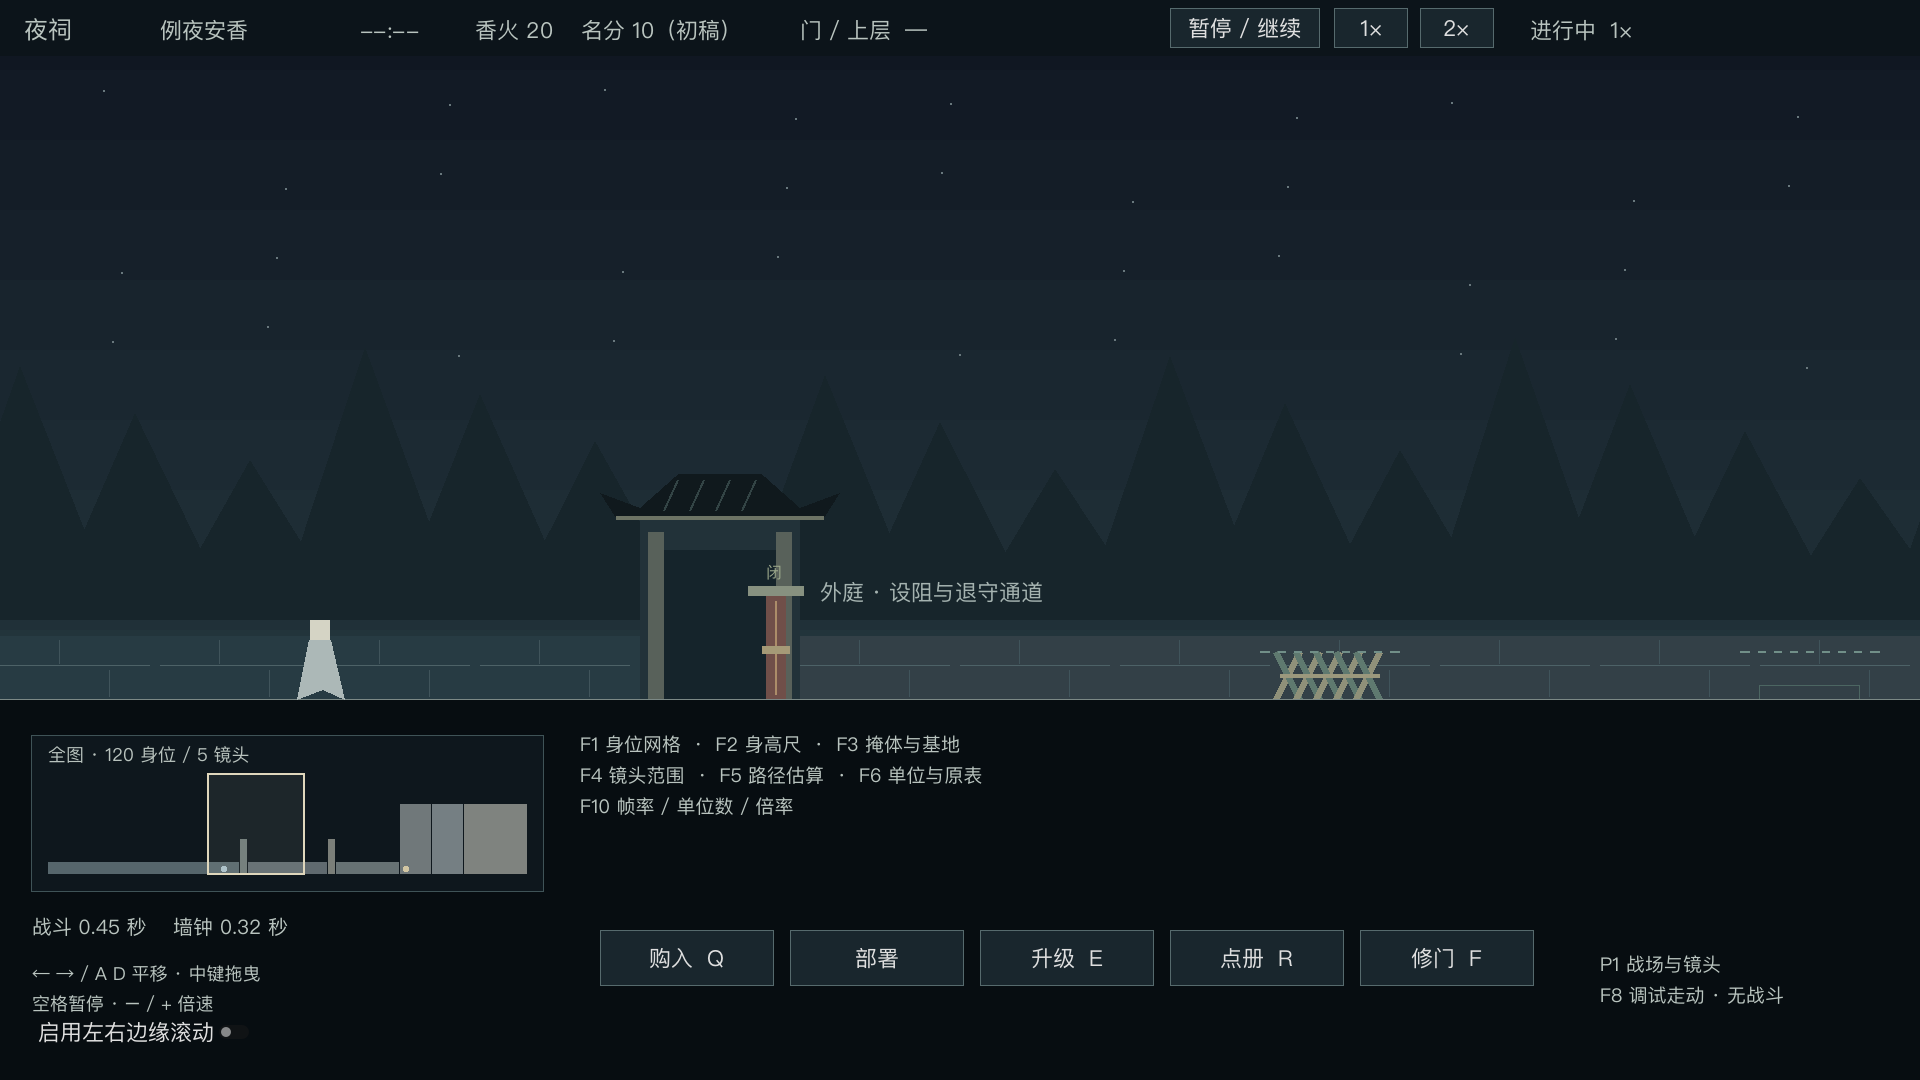 夜祠 例夜安香 --:-- 香火 20 名分 10（初稿） 门 / 上层 — 暂停 / 继续 1× 2× 进行中 1×
闭
外庭 · 设阻与退守通道
全图 · 120 身位 / 5 镜头
F1 身位网格 · F2 身高尺 · F3 掩体与基地
F4 镜头范围 · F5 路径估算 · F6 单位与原表
F10 帧率 / 单位数 / 倍率
战斗 0.45 秒 墙钟 0.32 秒
购入 Q 部署 升级 E 点册 R 修门 F
←→ / A D 平移 · 中键拖曳
空格暂停 · − / + 倍速
启用左右边缘滚动
P1 战场与镜头
F8 调试走动 · 无战斗